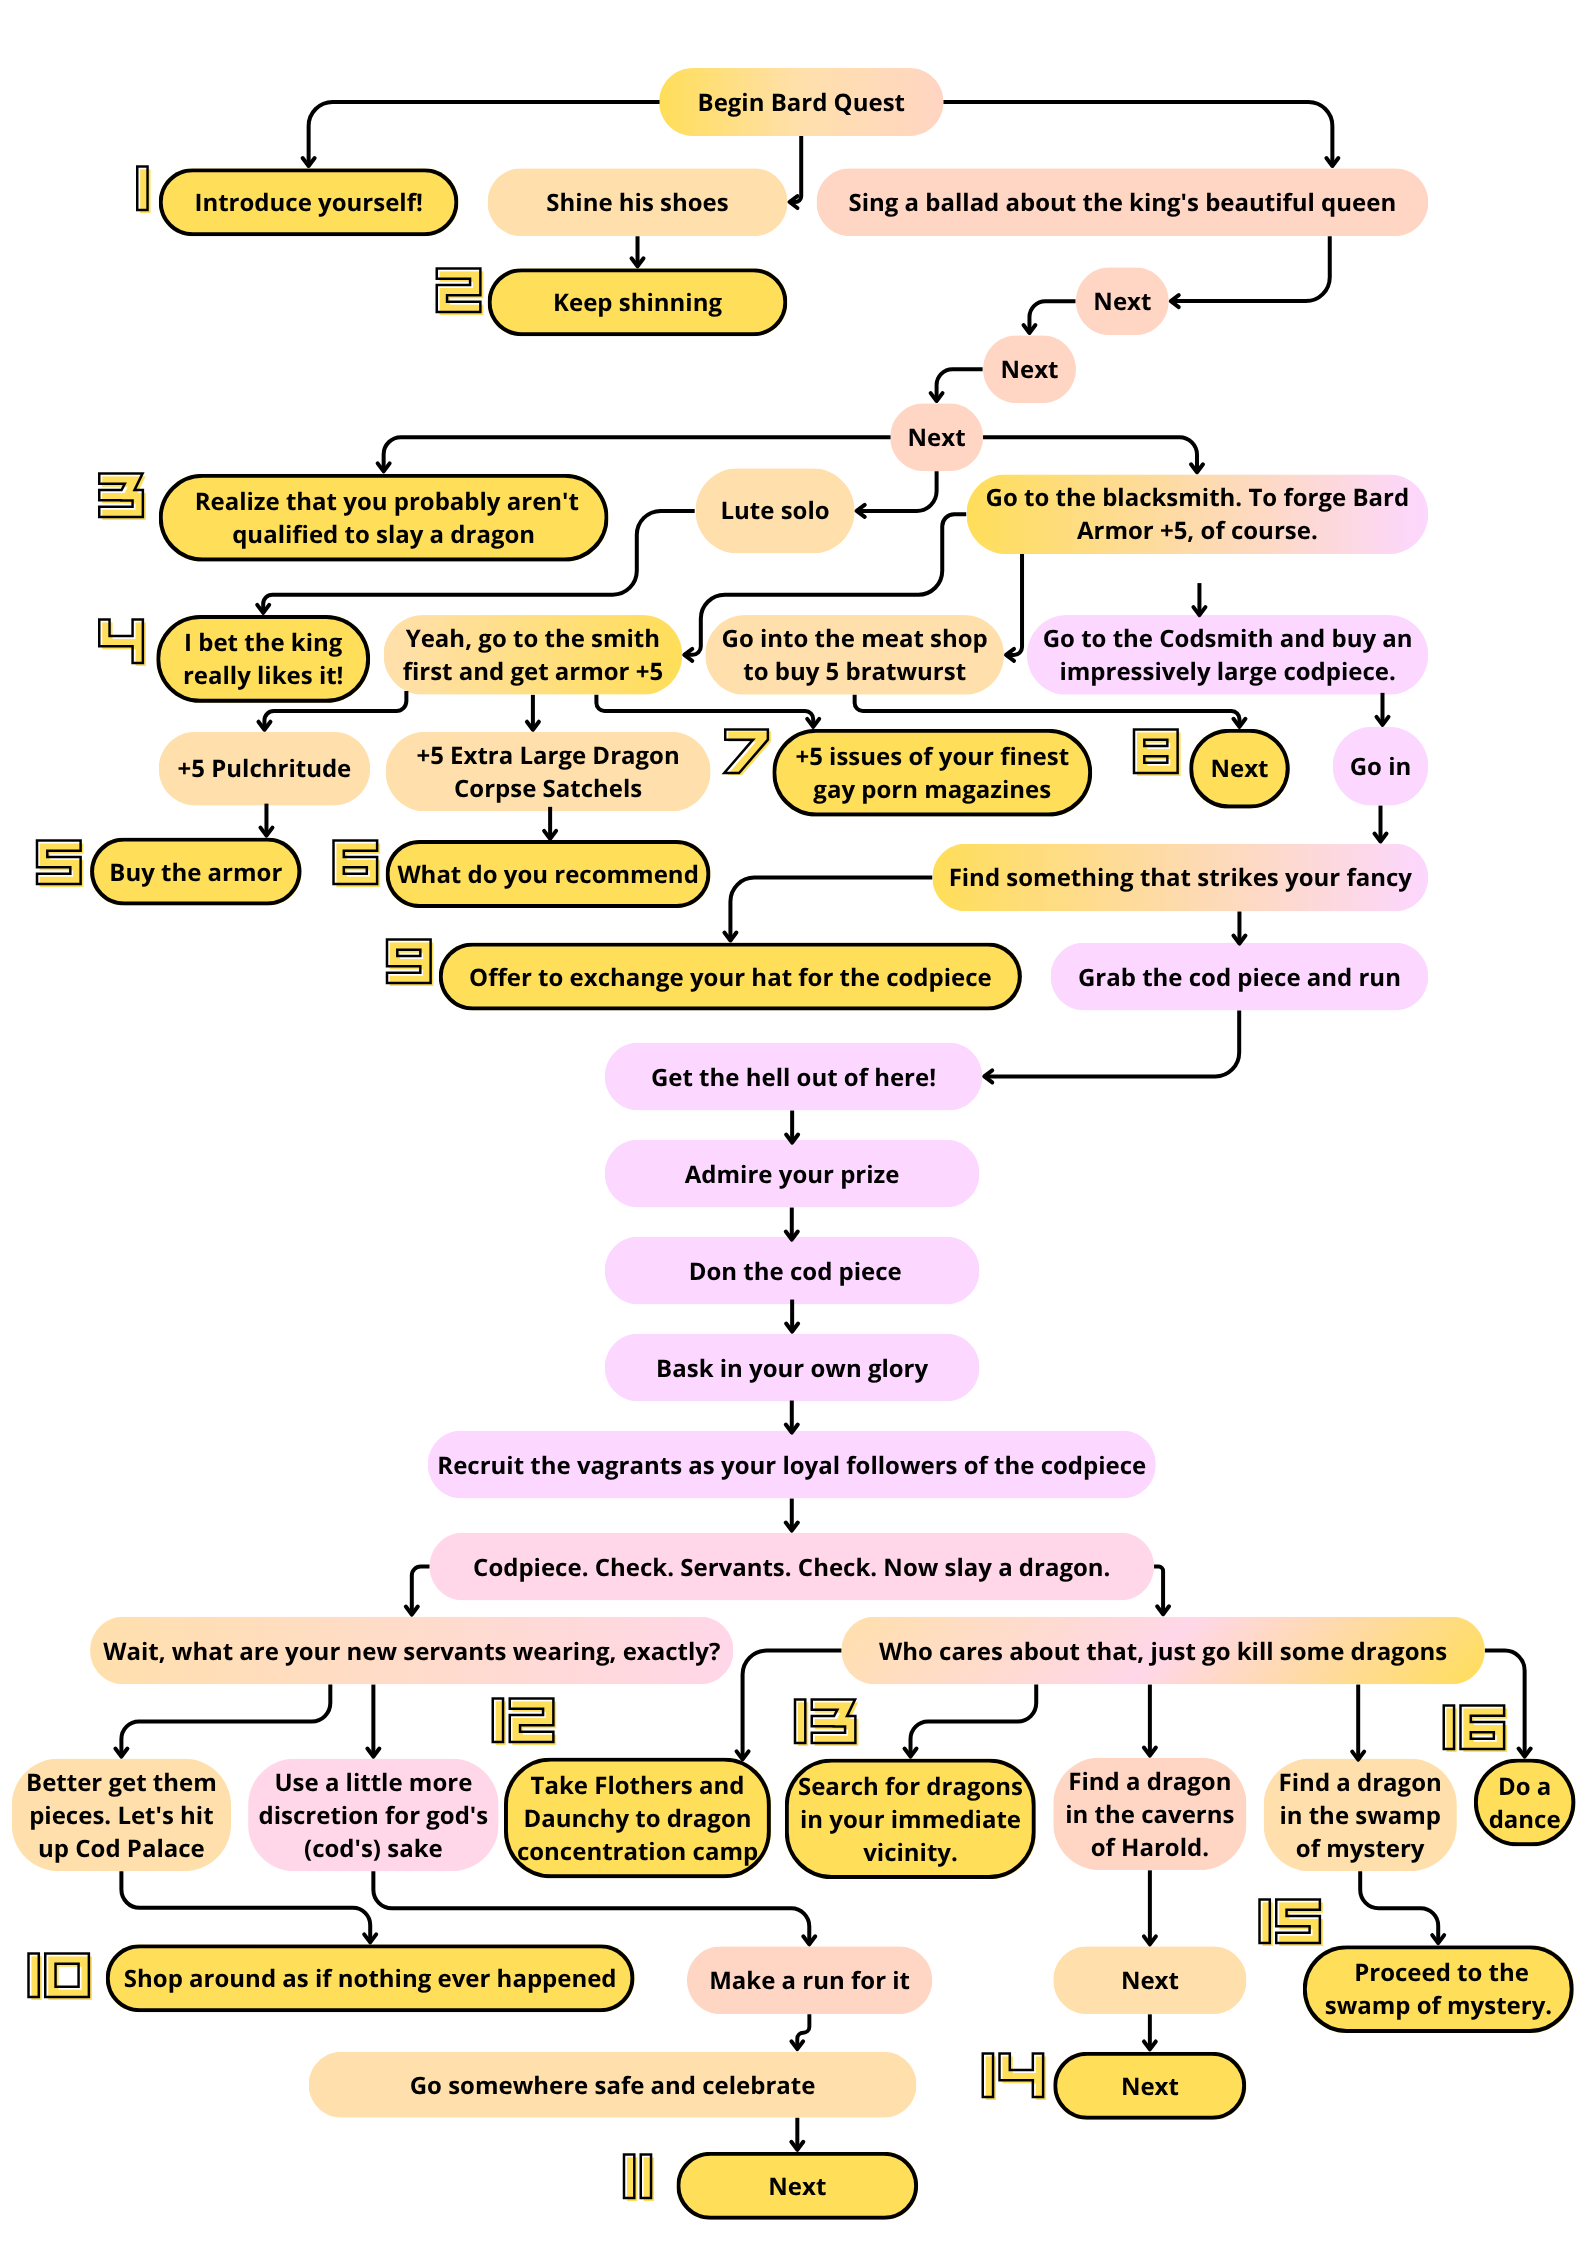 Begin Bard Quest
1
Introduce yourself!
Shine his shoes
Sing a ballad about the king's beautiful queen
2
Keep shinning
Next
Next
Next
3
Realize that you probably aren't
qualified to slay a dragon
Lute solo
Go to the blacksmith. To forge Bard
Armor +5, of course.
4
I bet the king
really likes it!
Yeah, go to the smith
first and get armor +5
Go into the meat shop
to buy 5 bratwurst
Go to the Codsmith and buy an
impressively large codpiece.
+5 Pulchritude
+5 Extra Large Dragon
Corpse Satchels
7
+5 issues of your finest
gay porn magazines
8
Next
Go in
5
Buy the armor
6
What do you recommend
Find something that strikes your fancy
9
Offer to exchange your hat for the codpiece
Grab the cod piece and run
Get the hell out of here!
Admire your prize
Don the cod piece
Bask in your own glory
Recruit the vagrants as your loyal followers of the codpiece
Codpiece. Check. Servants. Check. Now slay a dragon.
Wait, what are your new servants wearing, exactly?
Who cares about that, just go kill some dragons
Better get them
pieces. Let's hit
up Cod Palace
Use a little more
discretion for god's
(cod's) sake
12
Take Flothers and
Daunchy to dragon
concentration camp
13
Search for dragons
in your immediate
vicinity.
Find a dragon
in the caverns
of Harold.
Find a dragon
in the swamp
of mystery
16
Do a
dance
10
Shop around as if nothing ever happened
Make a run for it
Next
15
Proceed to the
swamp of mystery.
Go somewhere safe and celebrate
14
Next
11
Next